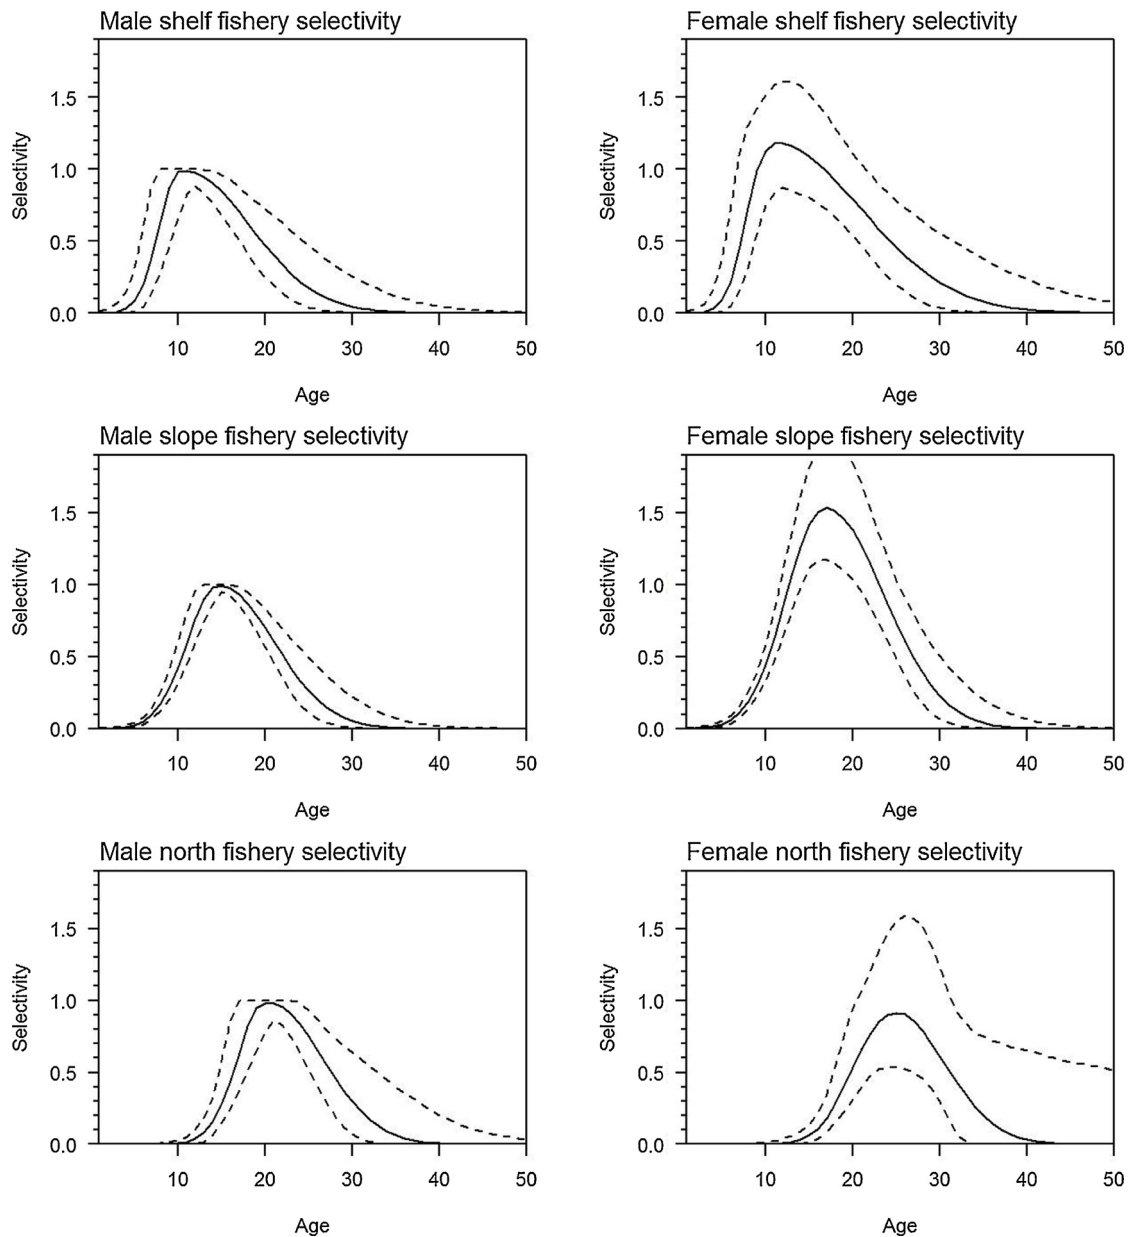 Male shelf fishery selectivity
Selectivity
1.5
1.0
0.5
0.0
10 20 30 40 50
Age
Female shelf fishery selectivity
Selectivity
1.5
1.0
0.5
0.0
10 20 30 40 50
Age
Male slope fishery selectivity
Selectivity
1.5
1.0
0.5
0.0
10 20 30 40 50
Age
Female slope fishery selectivity
Selectivity
1.5
1.0
0.5
0.0
10 20 30 40 50
Age
Male north fishery selectivity
Selectivity
1.5
1.0
0.5
0.0
10 20 30 40 50
Age
Female north fishery selectivity
Selectivity
1.5
1.0
0.5
0.0
10 20 30 40 50
Age